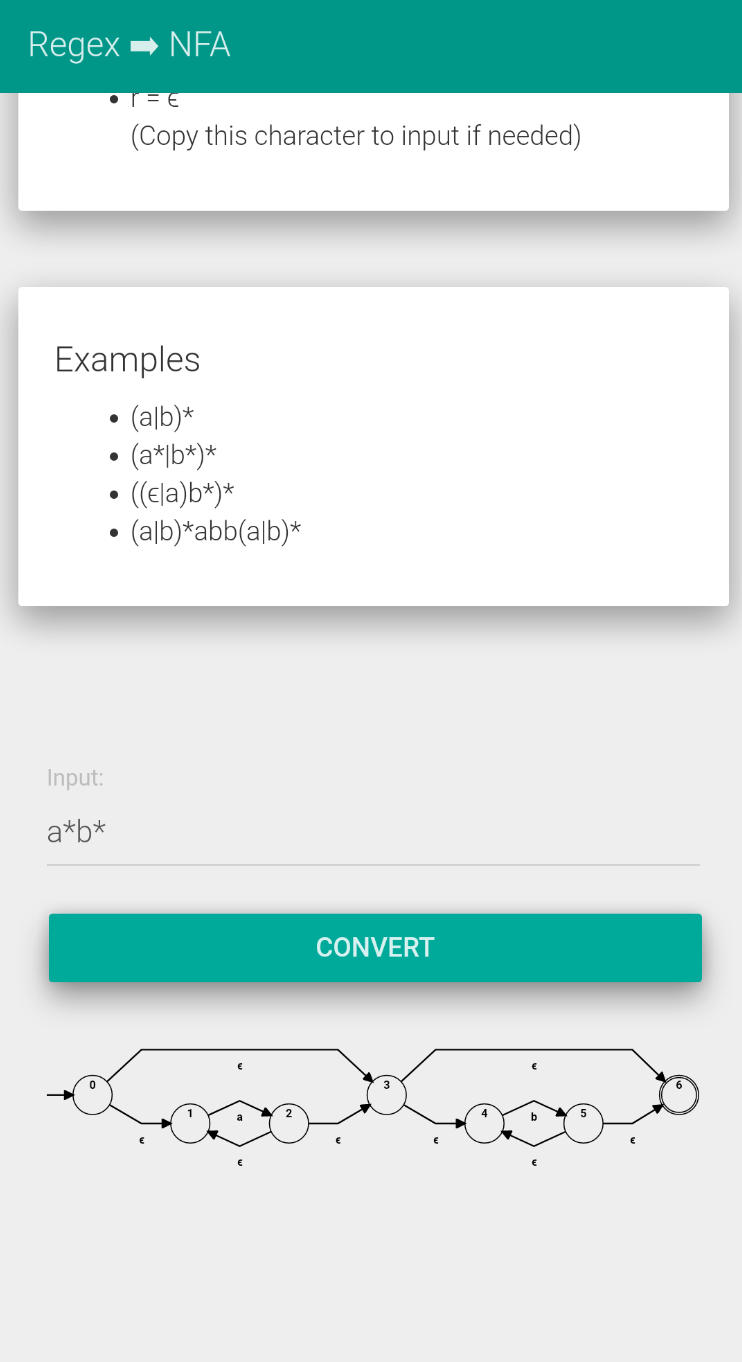 Regex ➡ NFA
r = ϵ
(Copy this character to input if needed)
Examples
(a|b)*
(a*|b*)*
((ϵ|a)b*)*
(a|b)*abb(a|b)*
Input:
a*b*
CONVERT
ϵ ϵ
0 3 6
1 a 2 4 b 5
ϵ ϵ ϵ ϵ
ϵ ϵ